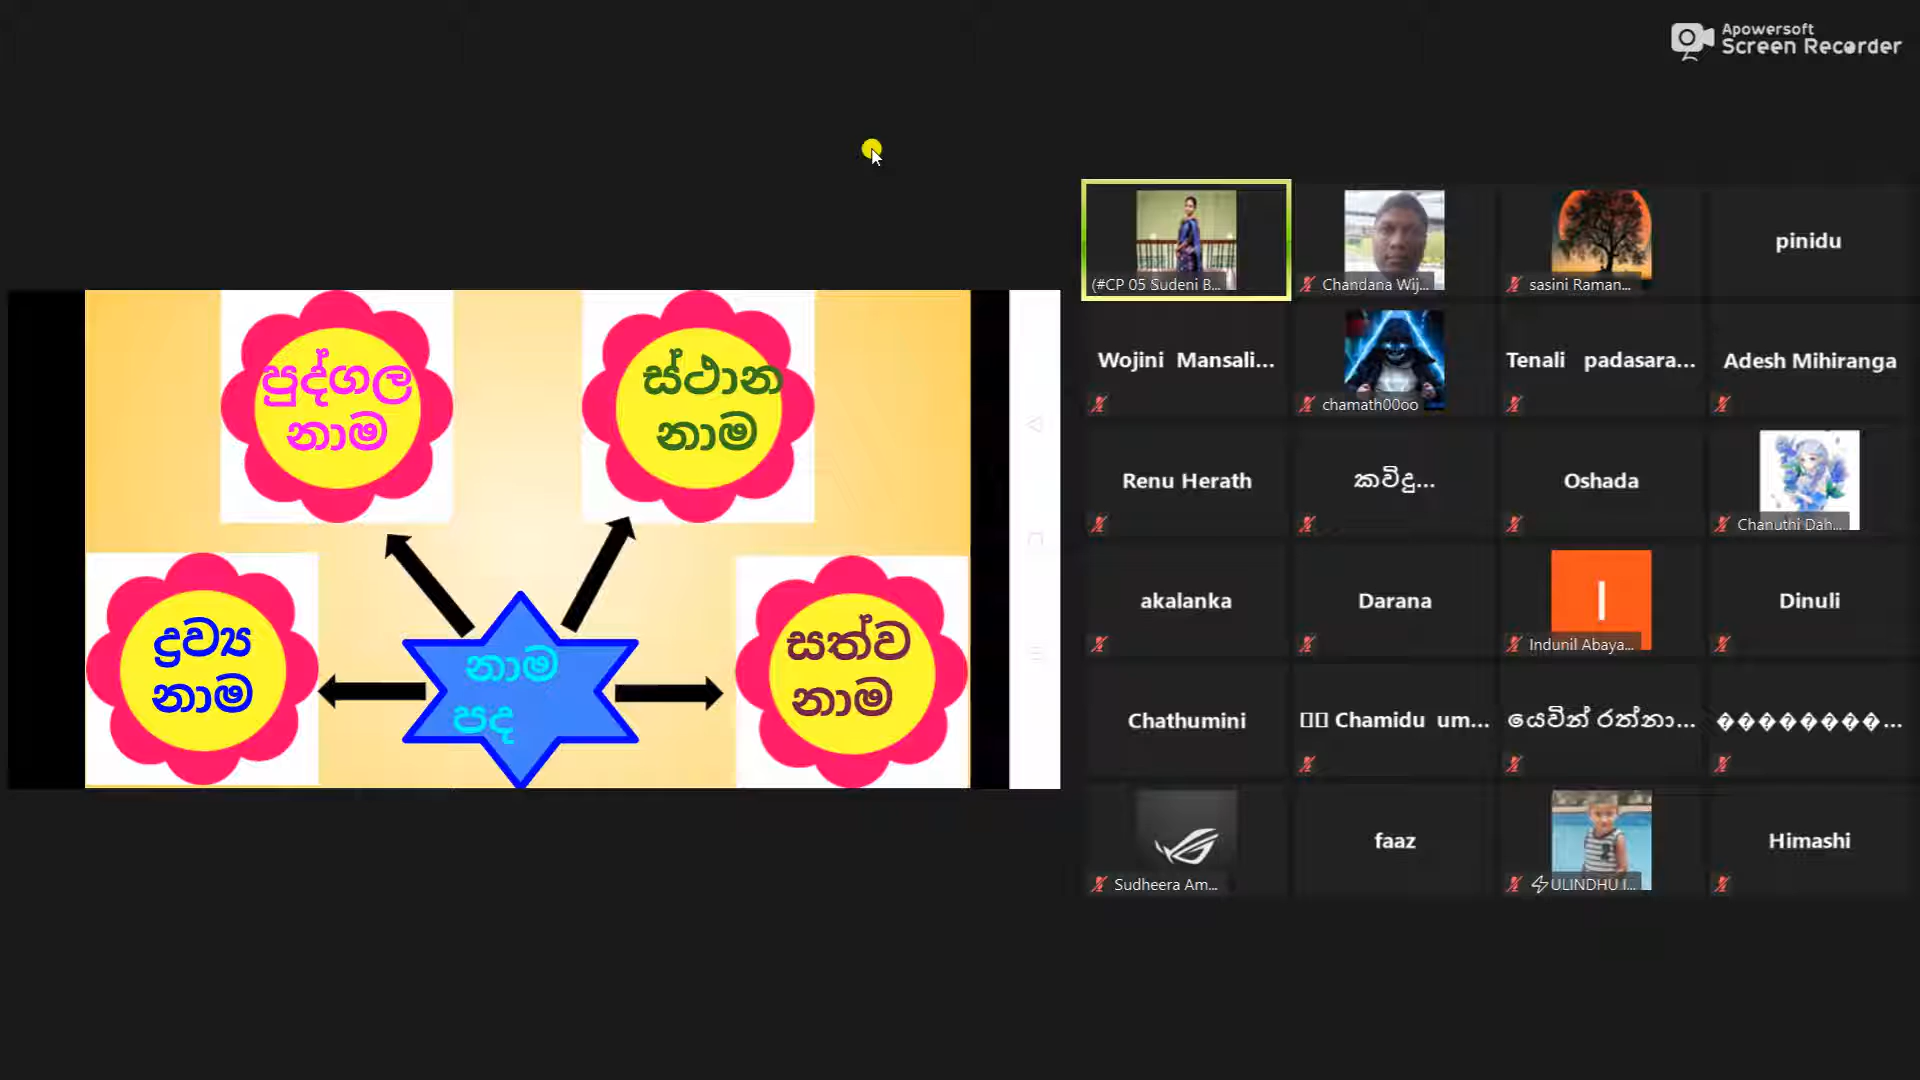 Apowersoft
Screen Recorder
පුද්ගල
නාම
ස්ථාන
නාම
ද්‍රව්‍ය
නාම
නාම
පද
සත්ව
නාම
(#CP 05 Sudeni B...
Chandana Wij...
sasini Raman...
pinidu
Wojini Mansali...
chamath00oo
Tenali padasara...
Adesh Mihiranga
Renu Herath
කවිඳු...
Oshada
Chanuthi Dah...
akalanka
Darana
I
Indunil Abaya...
Dinuli
Chathumini
Chamidu um...
යෙවින් රත්නා...
Sudheera Am...
faaz
ULINDHU I...
Himashi